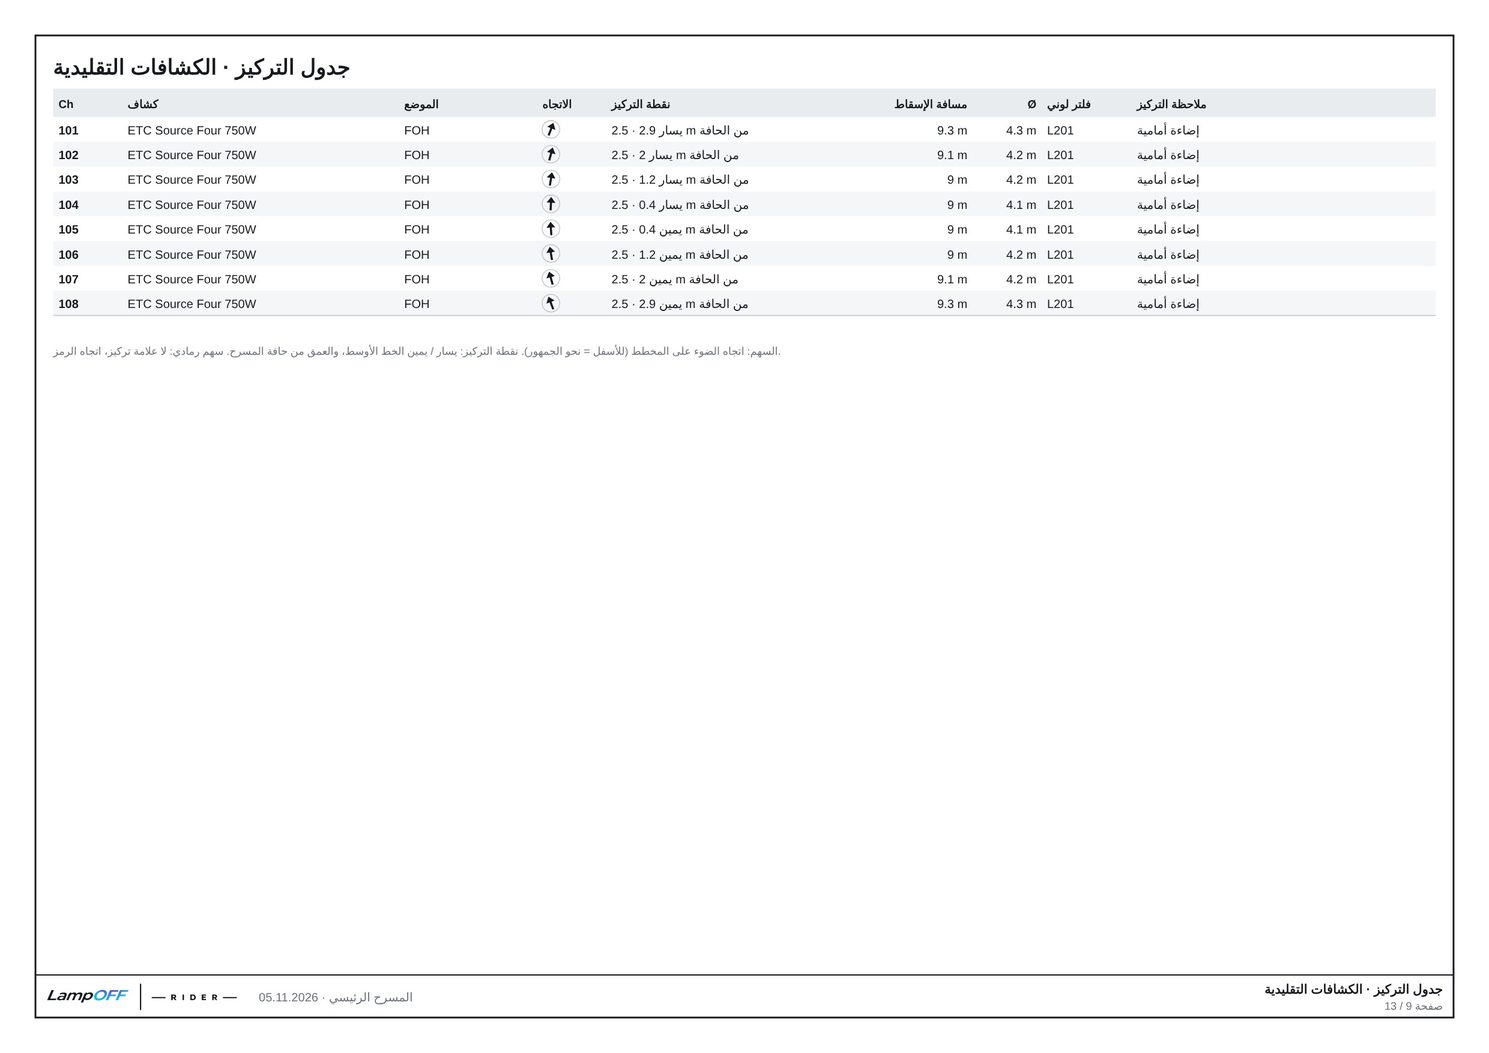 جدول التركيز · الكشافات التقليدية
Ch كشاف الموضع الاتجاه نقطة التركيز مسافة الإسقاط Ø فلتر لوني ملاحظة التركيز
101 ETC Source Four 750W FOH 2.5 · 2.9 يسار m من الحافة 9.3 m 4.3 m L201 إضاءة أمامية
102 ETC Source Four 750W FOH 2.5 · 2 يسار m من الحافة 9.1 m 4.2 m L201 إضاءة أمامية
103 ETC Source Four 750W FOH 2.5 · 1.2 يسار m من الحافة 9 m 4.2 m L201 إضاءة أمامية
104 ETC Source Four 750W FOH 2.5 · 0.4 يسار m من الحافة 9 m 4.1 m L201 إضاءة أمامية
105 ETC Source Four 750W FOH 2.5 · 0.4 يمين m من الحافة 9 m 4.1 m L201 إضاءة أمامية
106 ETC Source Four 750W FOH 2.5 · 1.2 يمين m من الحافة 9 m 4.2 m L201 إضاءة أمامية
107 ETC Source Four 750W FOH 2.5 · 2 يمين m من الحافة 9.1 m 4.2 m L201 إضاءة أمامية
108 ETC Source Four 750W FOH 2.5 · 2.9 يمين m من الحافة 9.3 m 4.3 m L201 إضاءة أمامية
السهم: اتجاه الضوء على المخطط (للأسفل = نحو الجمهور). نقطة التركيز: يسار / يمين الخط الأوسط، والعمق من حافة المسرح. سهم رمادي: لا علامة تركيز، اتجاه الرمز.
LampOFF RIDER المسرح الرئيسي · 05.11.2026
جدول التركيز · الكشافات التقليدية
صفحة 9 / 13